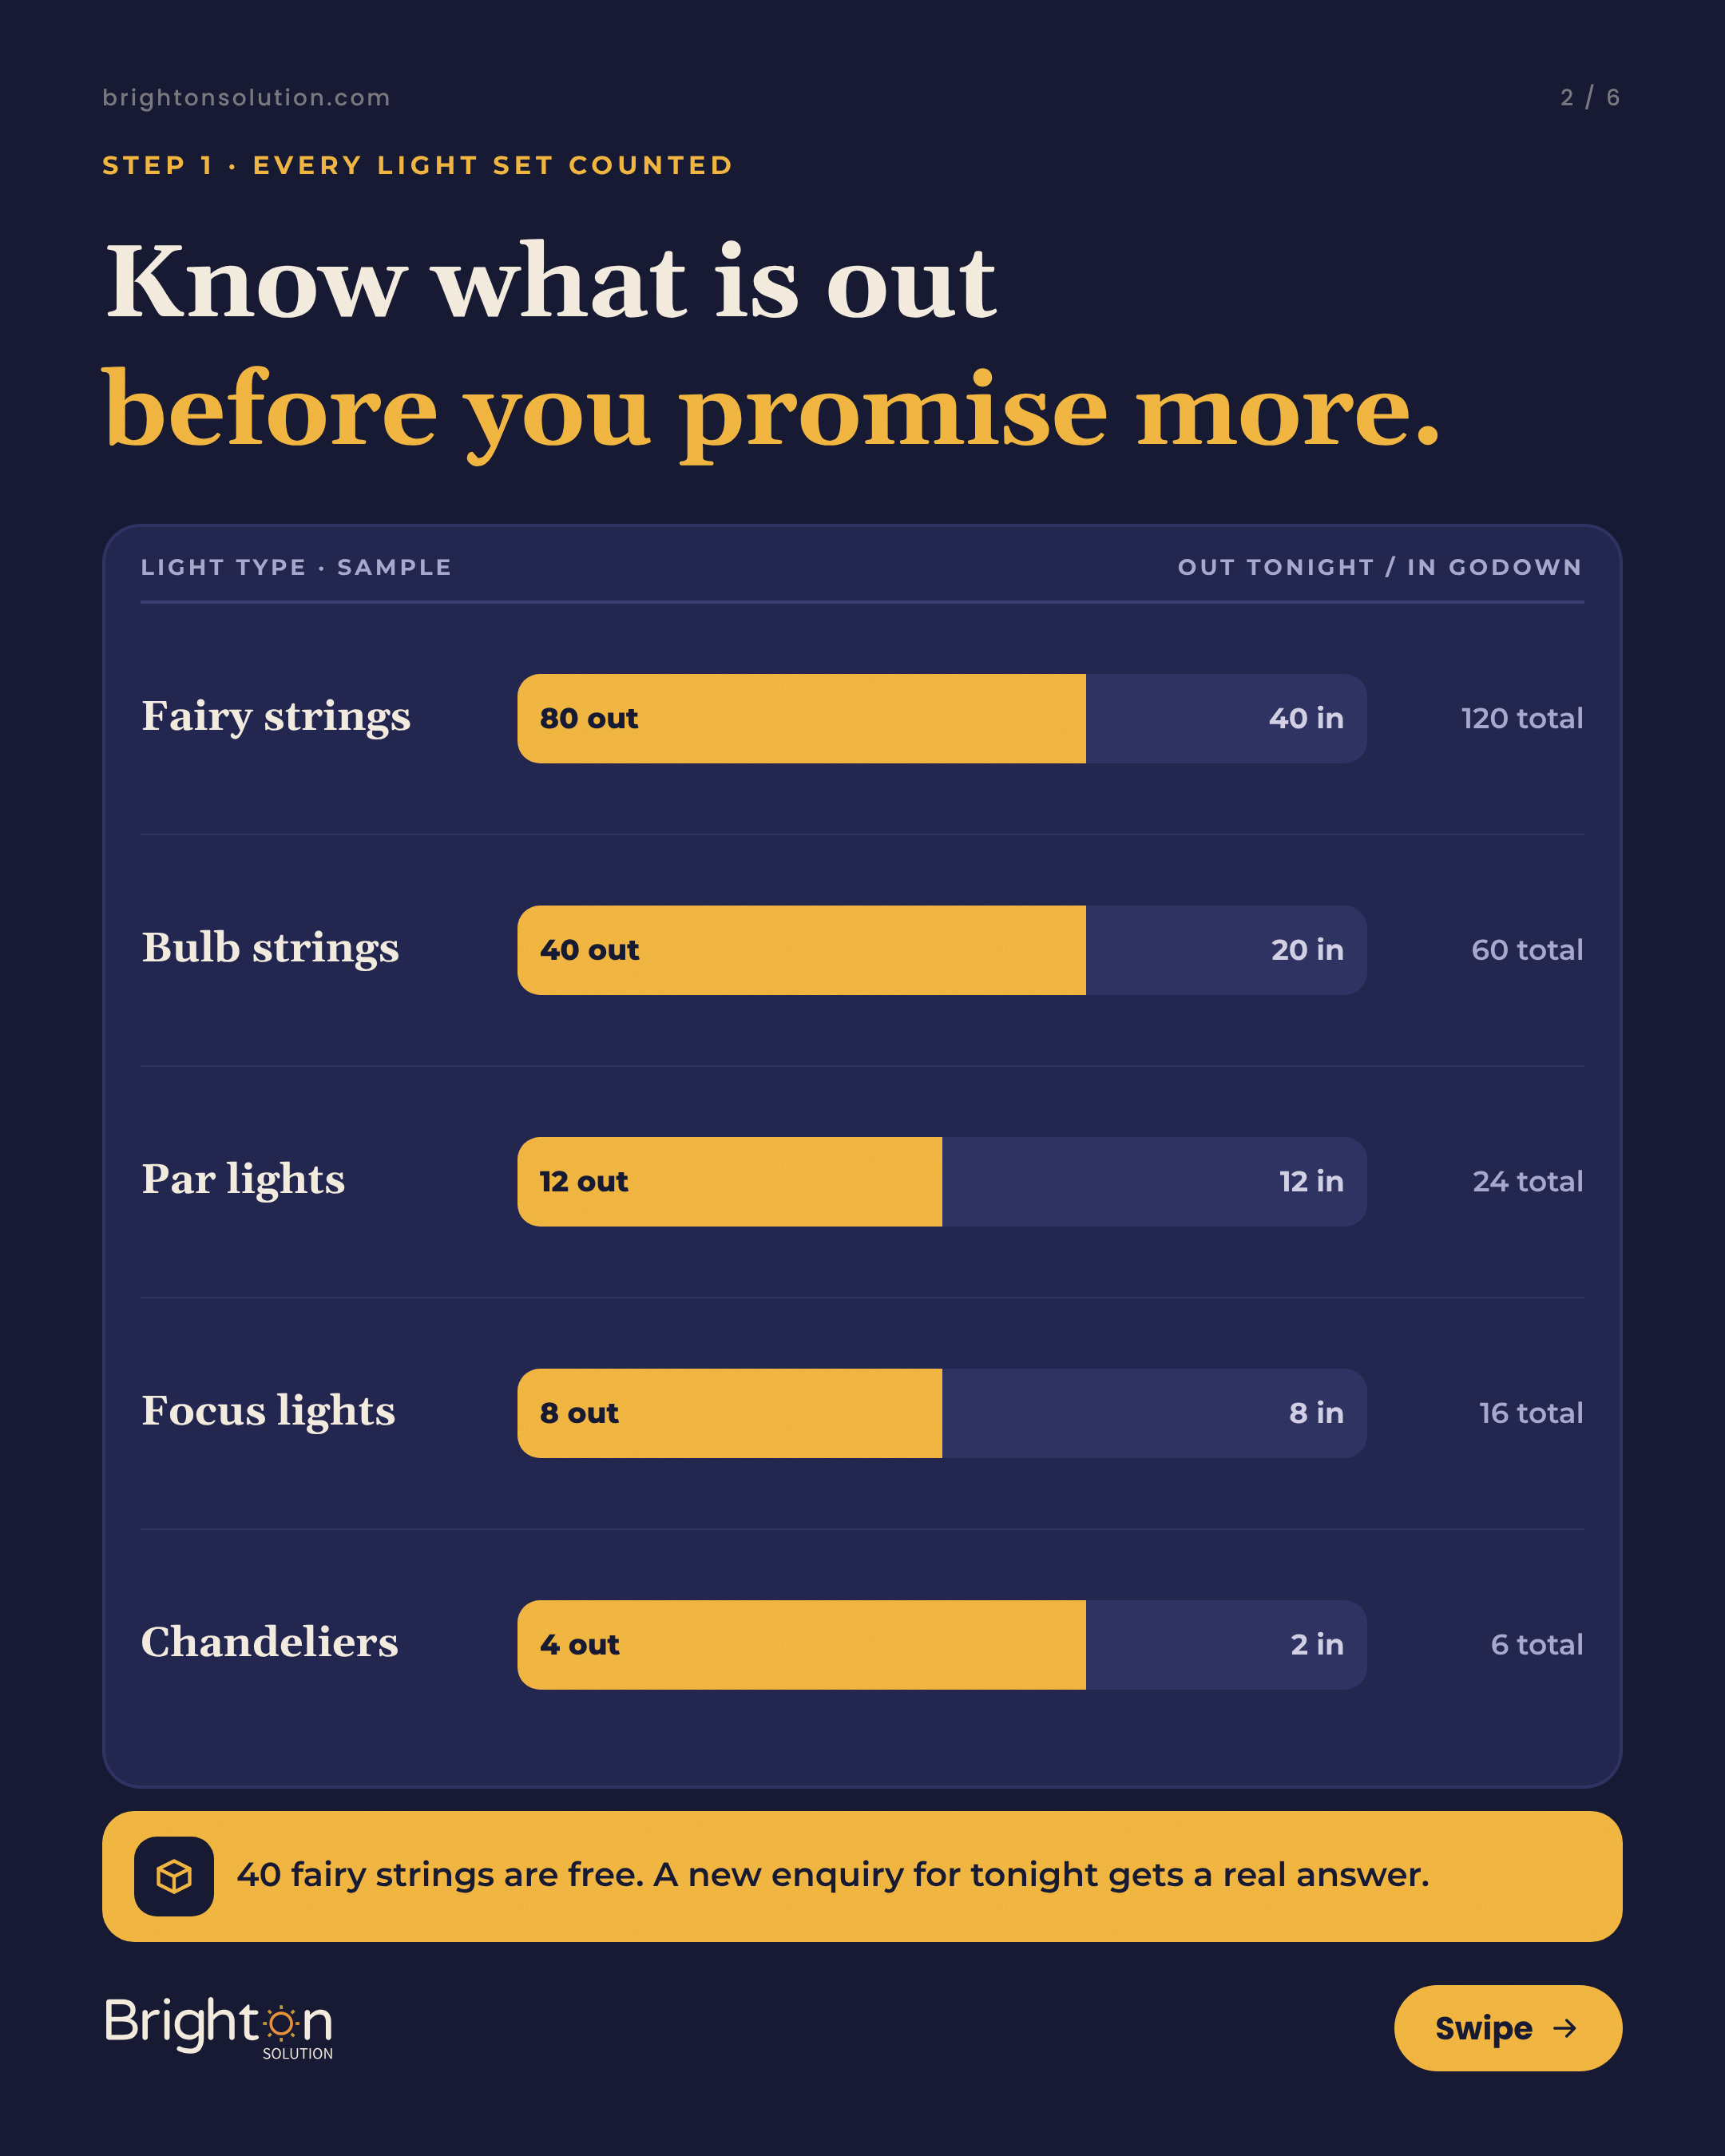 brightonsolution.com 2 / 6
STEP 1 · EVERY LIGHT SET COUNTED
Know what is out
before you promise more.
LIGHT TYPE · SAMPLE OUT TONIGHT / IN GODOWN
Fairy strings 80 out 40 in 120 total
Bulb strings 40 out 20 in 60 total
Par lights 12 out 12 in 24 total
Focus lights 8 out 8 in 16 total
Chandeliers 4 out 2 in 6 total
40 fairy strings are free. A new enquiry for tonight gets a real answer.
Brighton Swipe →
SOLUTION